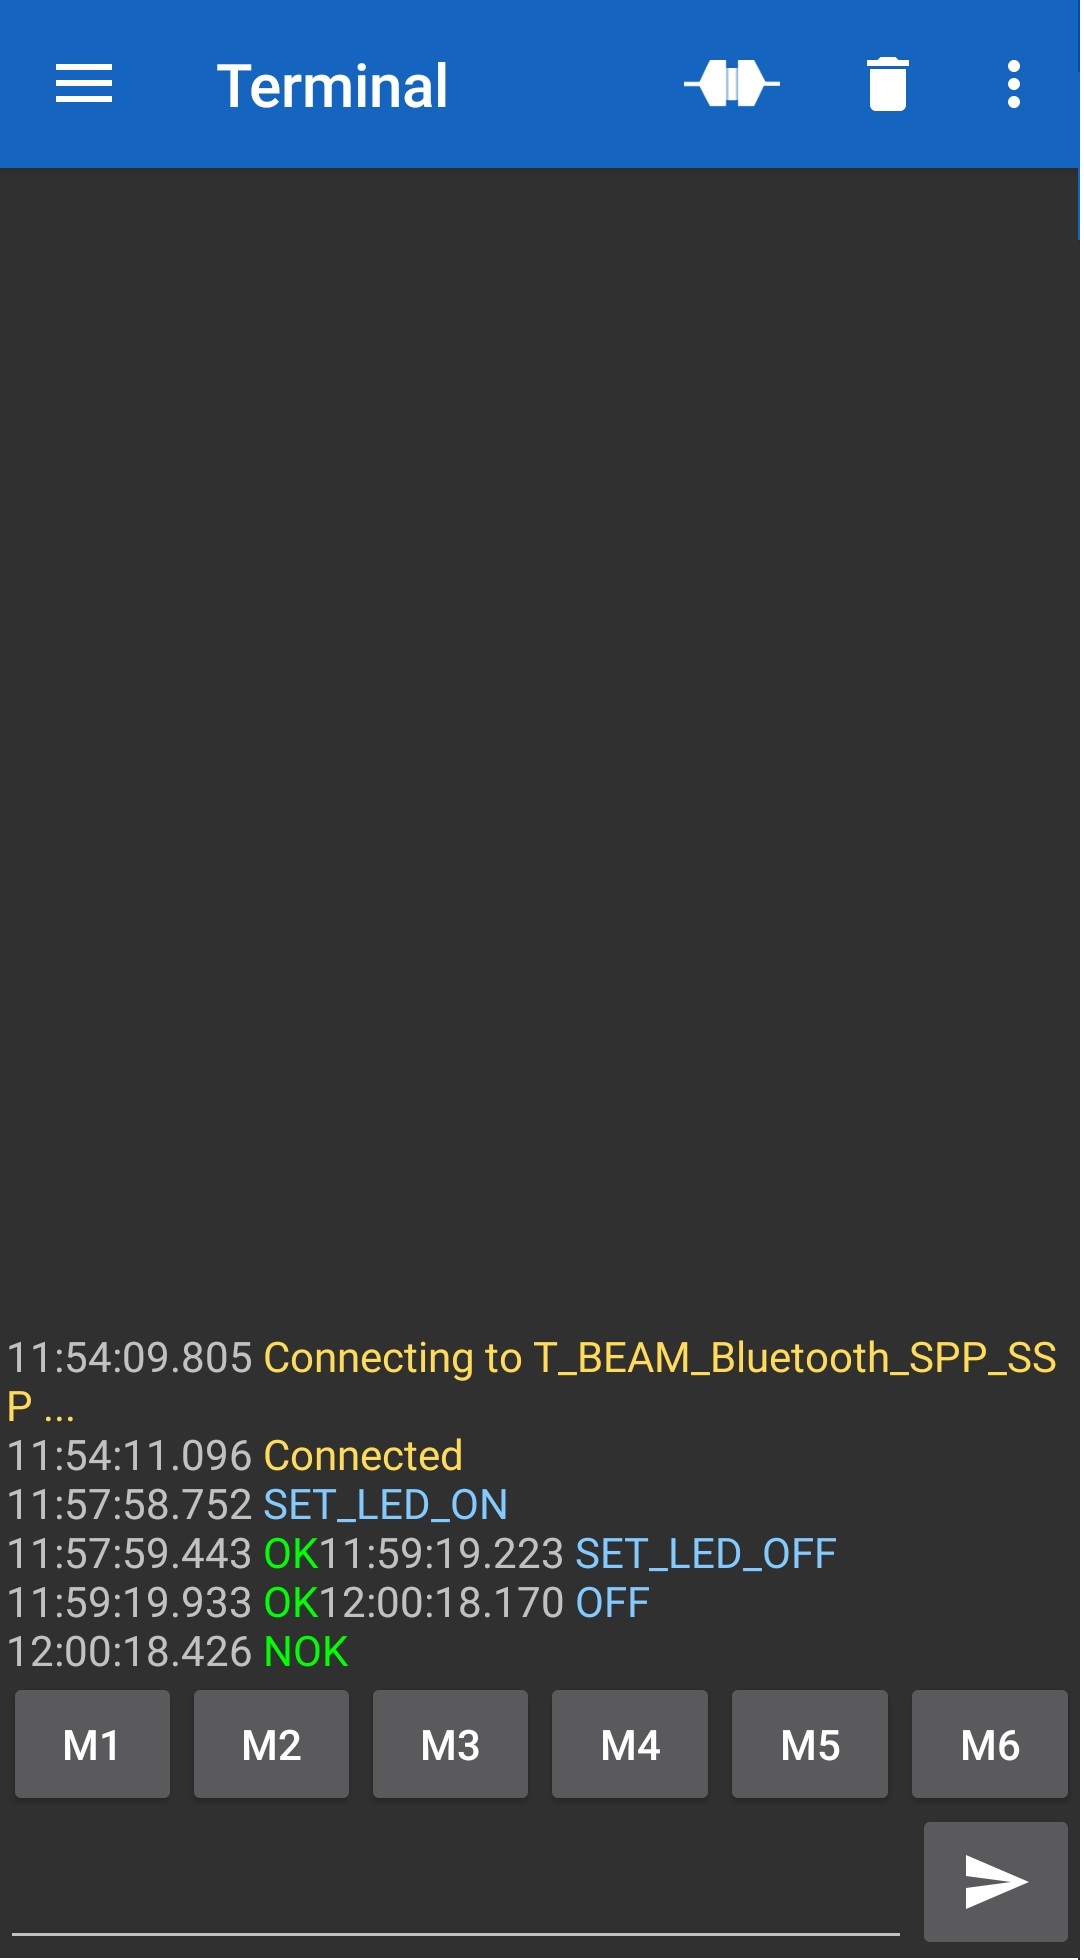 Terminal
11:54:09.805 Connecting to T_BEAM_Bluetooth_SPP_SS
P ...
11:54:11.096 Connected
11:57:58.752 SET_LED_ON
11:57:59.443 OK11:59:19.223 SET_LED_OFF
11:59:19.933 OK12:00:18.170 OFF
12:00:18.426 NOK
M1 M2 M3 M4 M5 M6